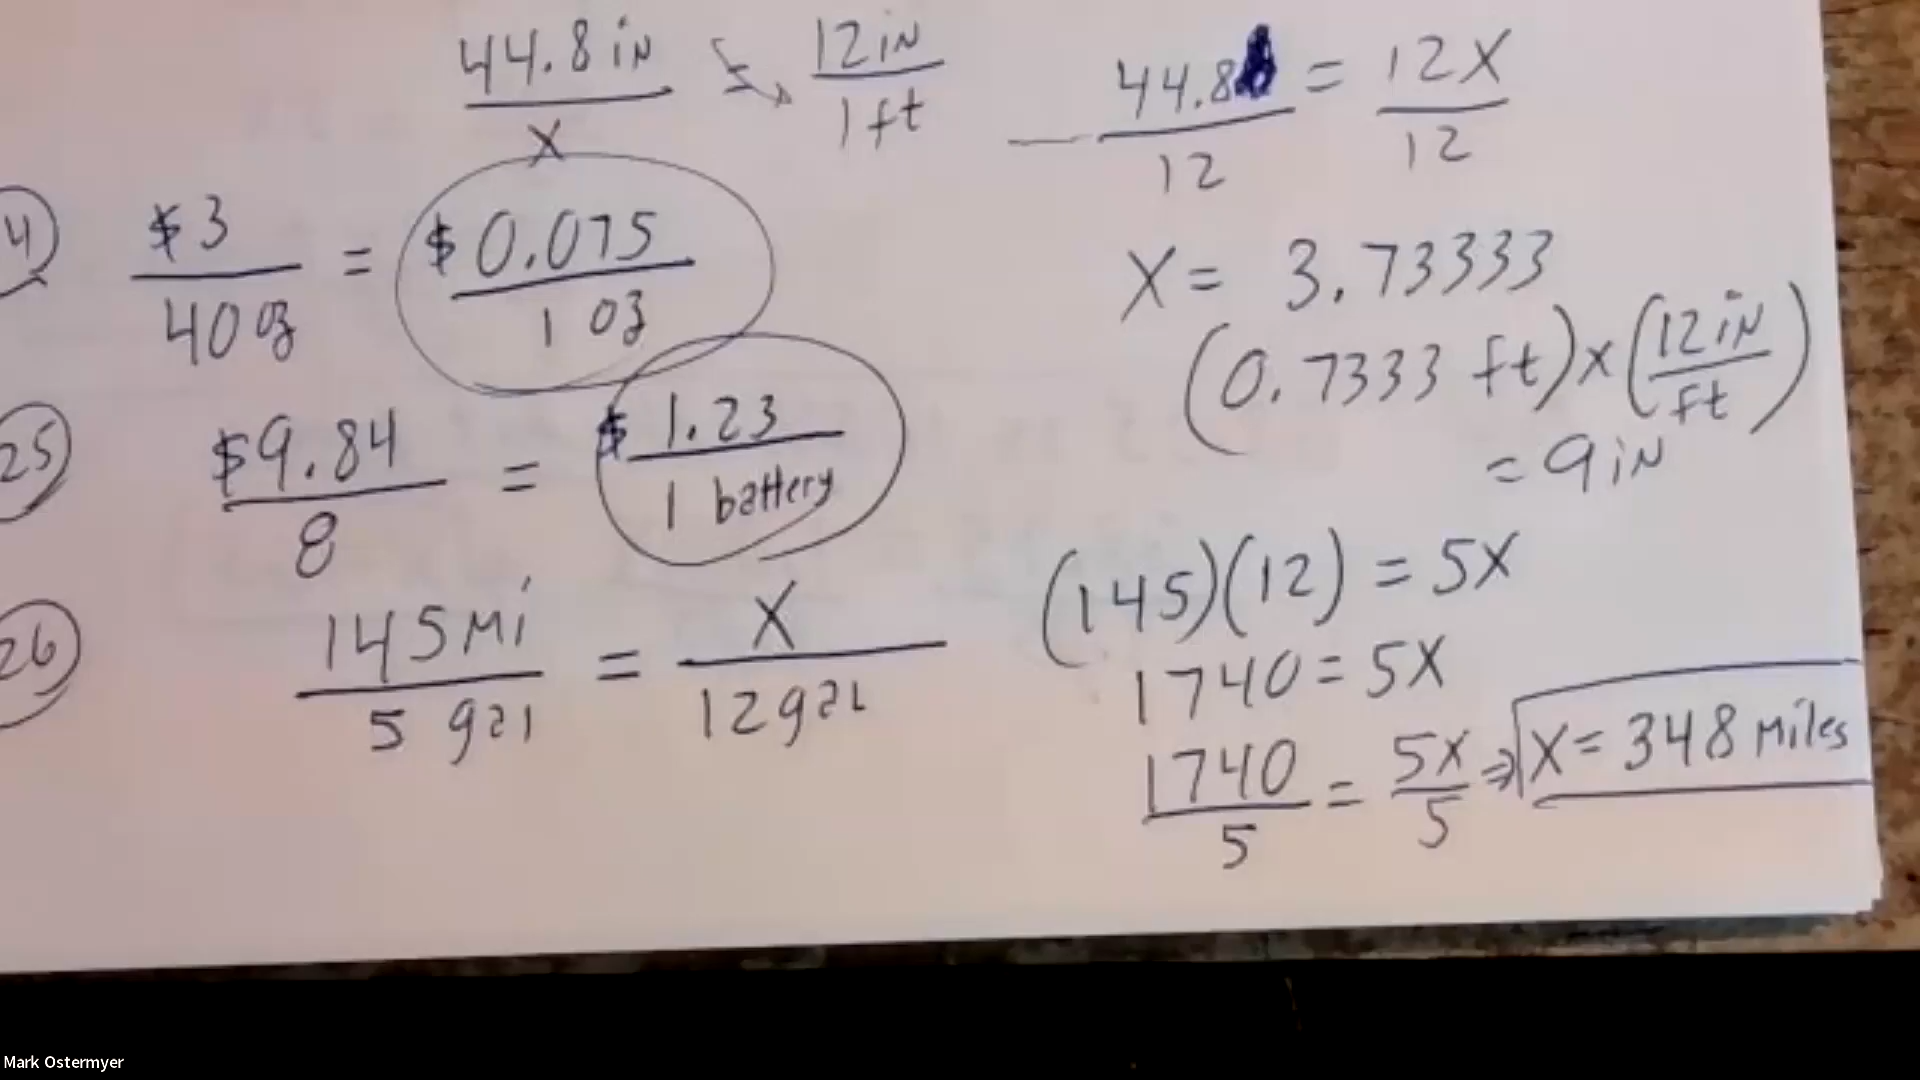 44.8 in / x = 12 in / 1 ft
44.8 / 12 = 12x / 12
x = 3.73333
(0.7333 ft) x (12 in / ft)
= 9 in
4 $3 / 40 oz = $0.075 / 1 oz
25 $9.84 / 8 = $1.23 / 1 battery
26 145 mi / 5 gal = x / 12 gal
(145)(12) = 5x
1740 = 5x
1740 / 5 = 5x / 5 ⇒ x = 348 miles
Mark Ostermyer